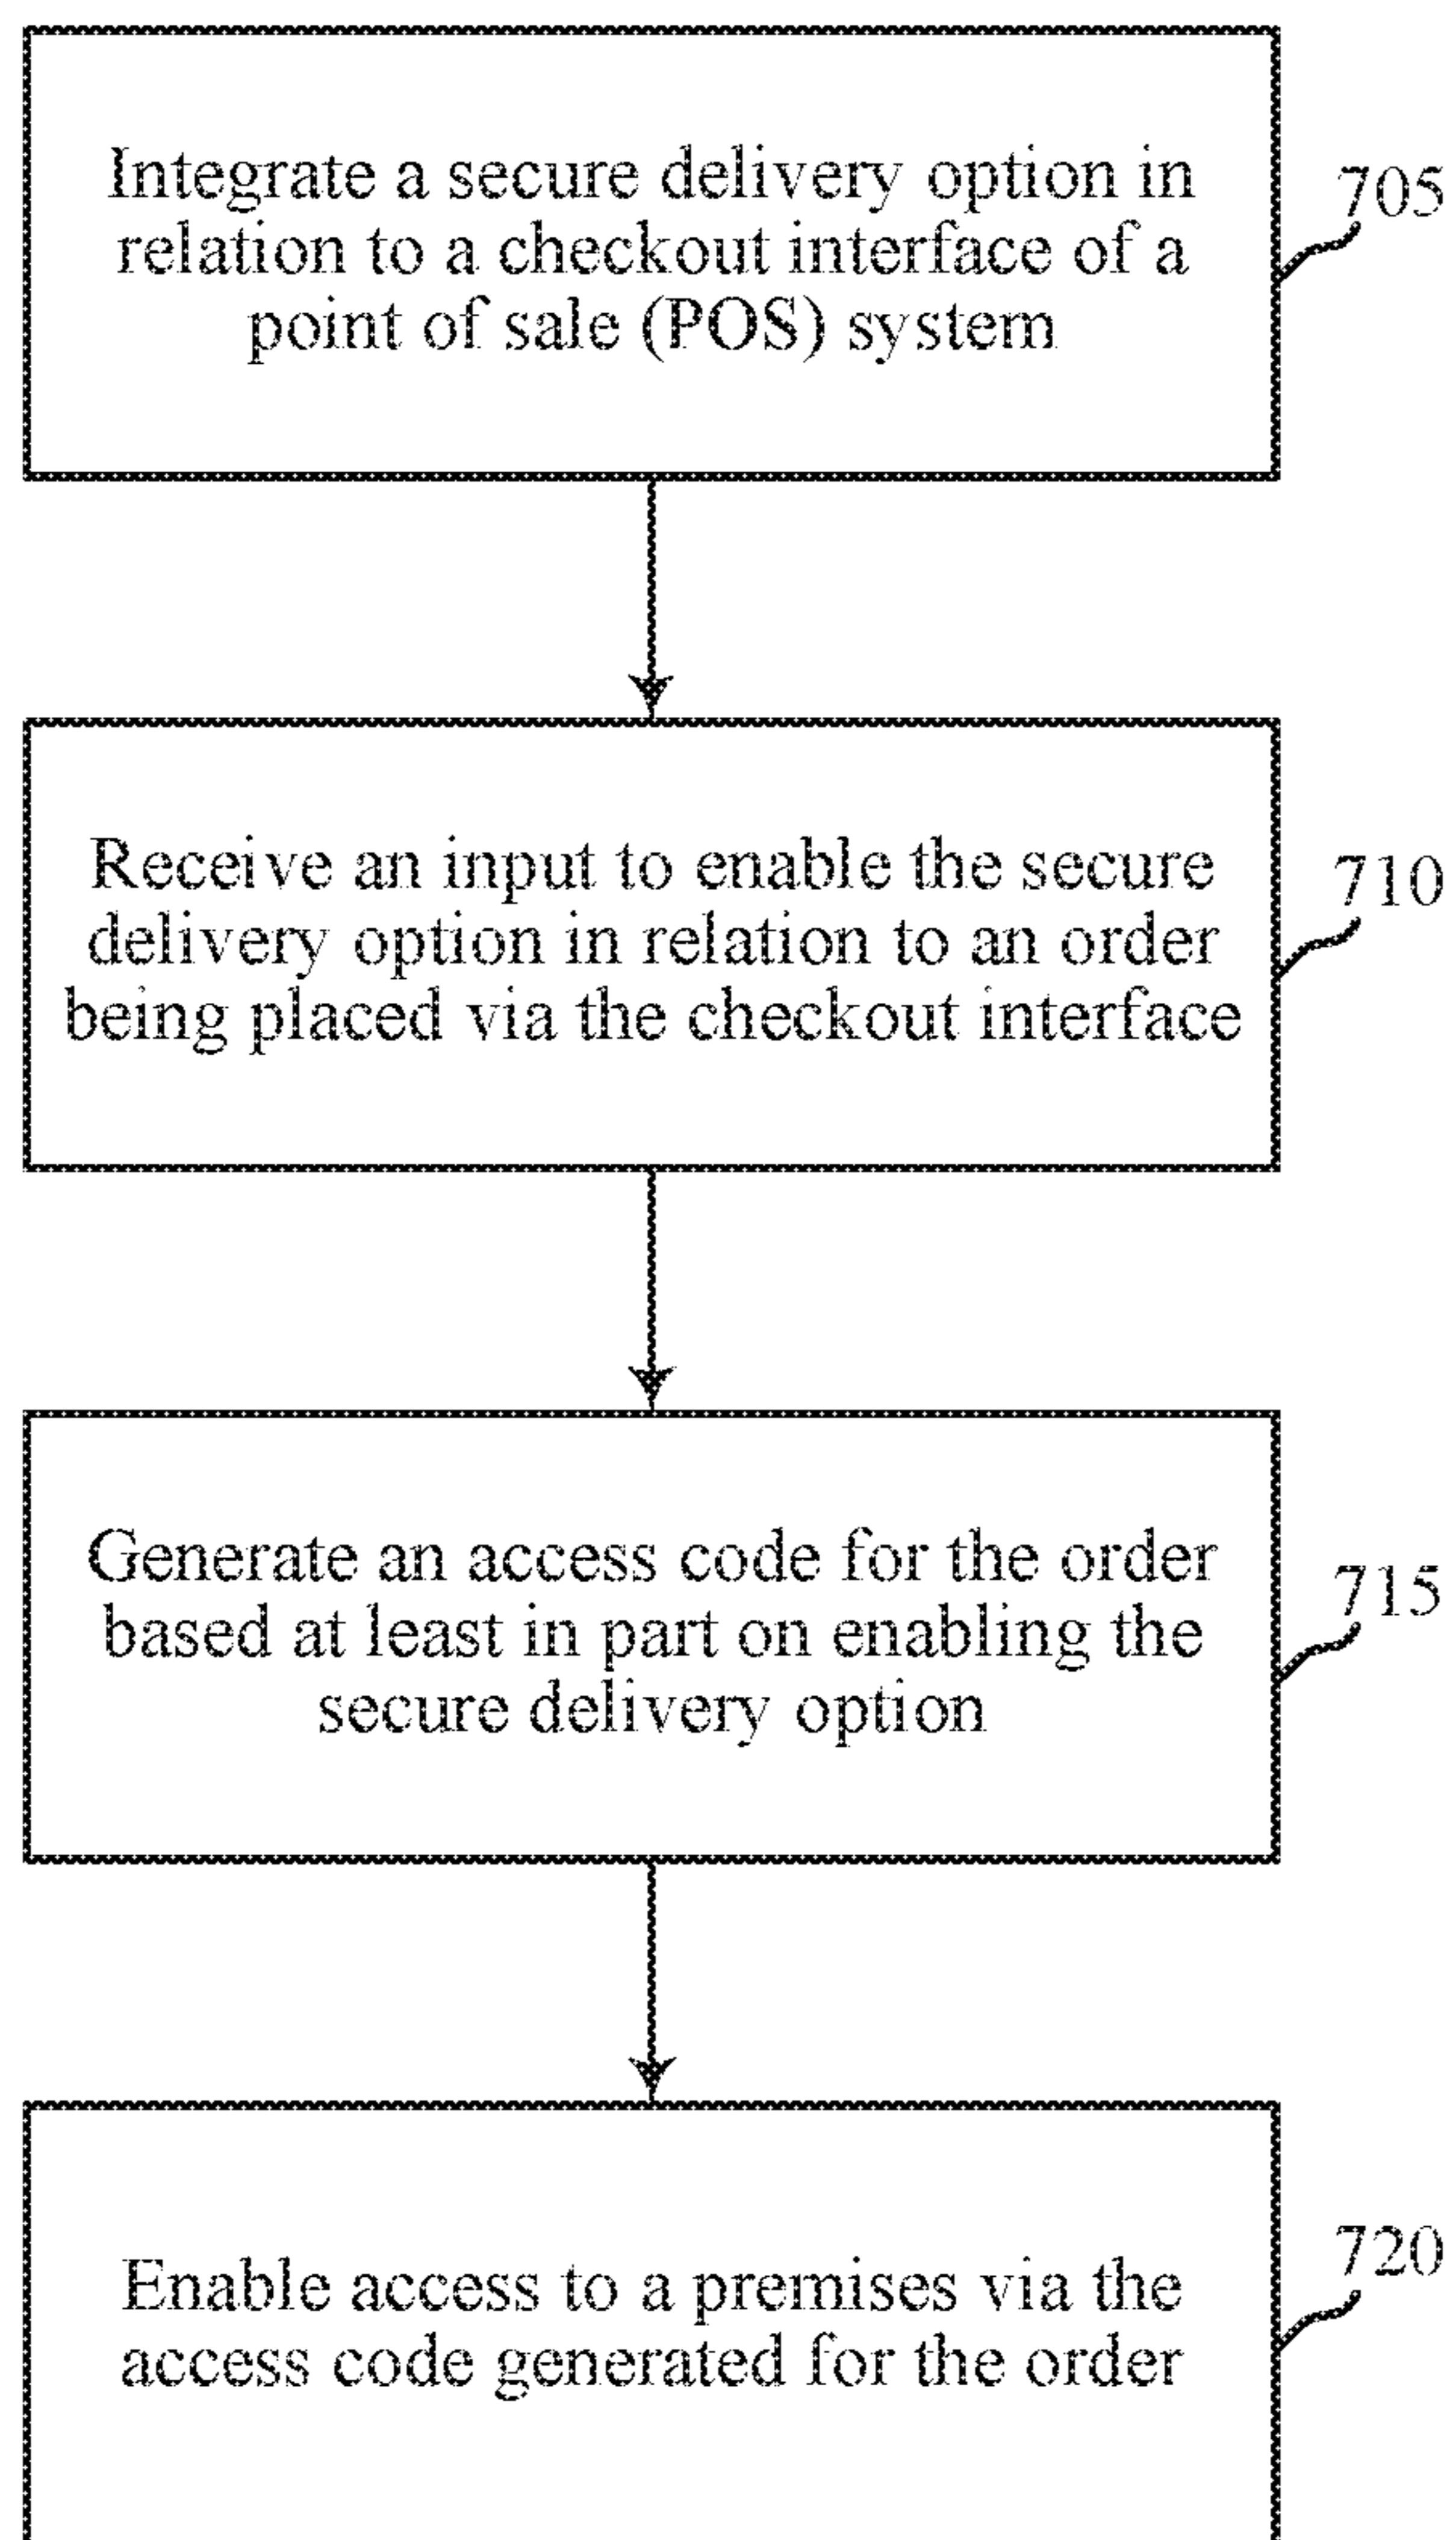 Integrate a secure delivery option in
relation to a checkout interface of a
point of sale (POS) system
705
Receive an input to enable the secure
delivery option in relation to an order
being placed via the checkout interface
710
Generate an access code for the order
based at least in part on enabling the
secure delivery option
715
Enable access to a premises via the
access code generated for the order
720